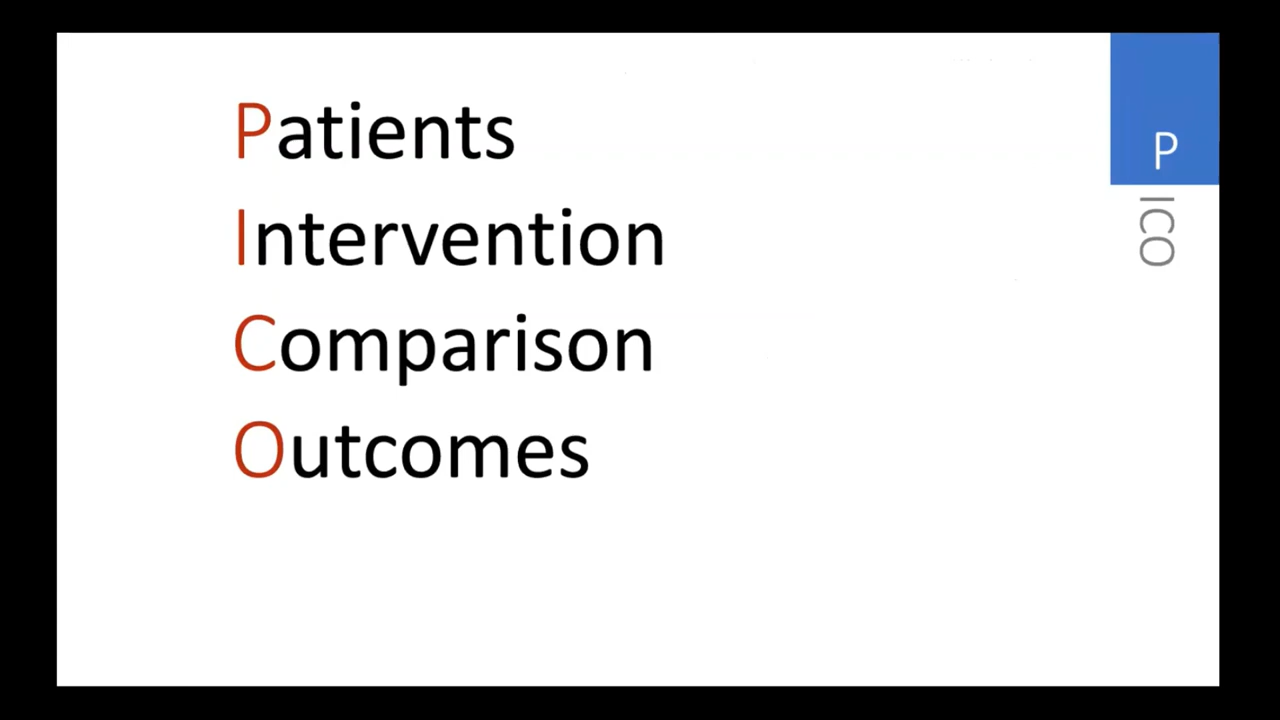 Patients
Intervention
Comparison
Outcomes
P
ICO